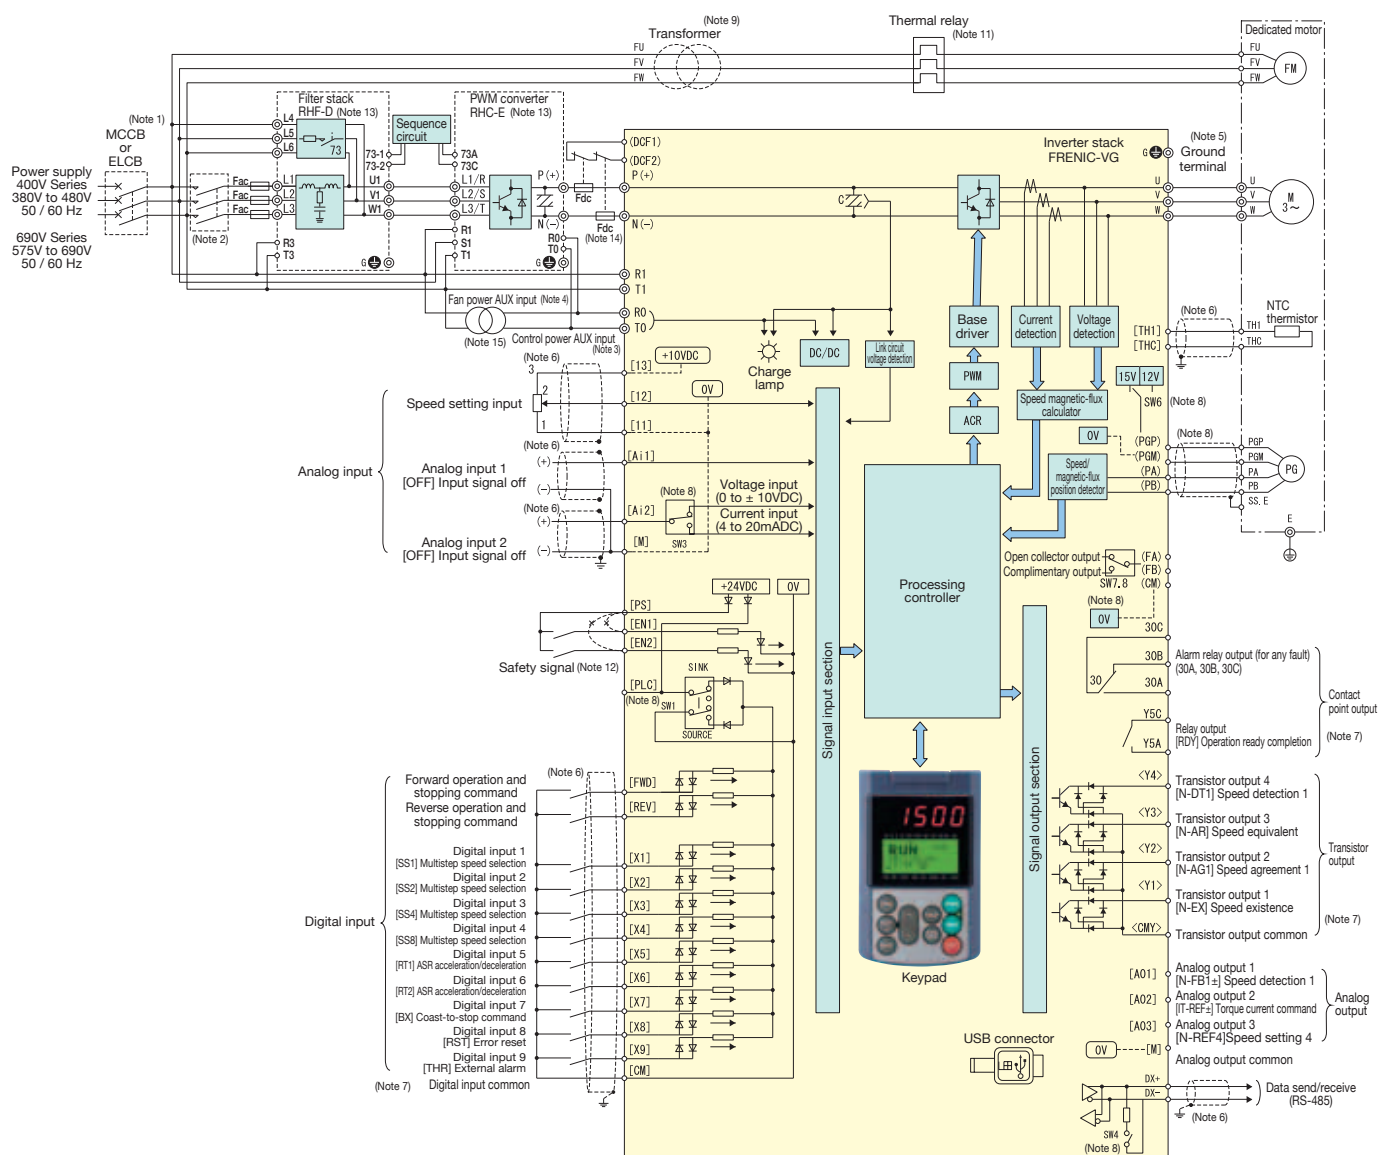 (Note 9)
Transformer
Thermal relay
(Note 11)
Dedicated motor
FU
FV
FW
FU
FV
FW
FM
(Note 1)
MCCB
or
ELCB
Filter stack
RHF-D (Note 13)
L4
L5
L6
73
Sequence
circuit
73-1
73-2
PWM converter
RHC-E (Note 13)
73A
73C
Power supply
400V Series
380V to 480V
50 / 60 Hz
690V Series
575V to 690V
50 / 60 Hz
Fac
Fac
Fac
(Note 2)
L1
L2
L3
U1
V1
W1
R3
T3
G
L1/R
L2/S
L3/T
P(+)
N(-)
R1
S1
T1
R0
T0
G
Fdc
Fdc
(Note 14)
(DCF1)
(DCF2)
P(+)
N(-)
C
Inverter stack
FRENIC-VG
(Note 5)
G
Ground
terminal
U
V
W
U
V
W
M
3~
R1
T1
R0
T0
Fan power AUX input (Note 4)
(Note 15)
Control power AUX input
(Note 3)
Charge
lamp
DC/DC
Link circuit
voltage detection
Base
driver
PWM
ACR
Current
detection
Voltage
detection
Speed magnetic-flux
calculator
[TH1]
[THC]
(Note 6)
TH1
THC
NTC
thermistor
15V
12V
SW6
(Note 8)
0V
(PGP)
(PGM)
(PA)
(PB)
(Note 8)
PGP
PGM
PA
PB
SS.E
PG
E
Speed/
magnetic-flux
position detector
Analog input
(Note 6)
3
2
1
Speed setting input
[13]
+10VDC
[12]
0V
[11]
(Note 6)
Analog input 1
[OFF] Input signal off
(+)
(-)
[Ai1]
(Note 6)
Analog input 2
[OFF] Input signal off
(+)
(-)
[Ai2]
[M]
(Note 8)
SW3
Voltage input
(0 to ± 10VDC)
Current input
(4 to 20mADC)
Processing
controller
Open collector output
Complimentary output
SW7.8
(FA)
(FB)
(CM)
(Note 8)
0V
+24VDC
0V
[PS]
[EN1]
[EN2]
Safety signal (Note 12)
[PLC]
(Note 8)
SW1
SINK
SOURCE
Signal input section
Signal output section
30C
30B
30A
30
Alarm relay output (for any fault)
(30A, 30B, 30C)
Y5C
Y5A
Relay output
[RDY] Operation ready completion
Contact
point output
(Note 7)
Digital input
(Note 6)
Forward operation and
stopping command
[FWD]
Reverse operation and
stopping command
[REV]
Digital input 1
[SS1] Multistep speed selection
[X1]
Digital input 2
[SS2] Multistep speed selection
[X2]
Digital input 3
[SS4] Multistep speed selection
[X3]
Digital input 4
[SS8] Multistep speed selection
[X4]
Digital input 5
[RT1] ASR acceleration/deceleration
[X5]
Digital input 6
[RT2] ASR acceleration/deceleration
[X6]
Digital input 7
[BX] Coast-to-stop command
[X7]
Digital input 8
[RST] Error reset
[X8]
Digital input 9
[THR] External alarm
[X9]
(Note 7)
Digital input common
[CM]
1500
RUN
Keypad
<Y4>
Transistor output 4
[N-DT1] Speed detection 1
<Y3>
Transistor output 3
[N-AR] Speed equivalent
<Y2>
Transistor output 2
[N-AG1] Speed agreement 1
<Y1>
Transistor output 1
[N-EX] Speed existence
<CMY>
Transistor output common
Transistor
output
(Note 7)
[A01]
Analog output 1
[N-FB1±] Speed detection 1
[A02]
Analog output 2
[IT-REF±] Torque current command
[A03]
Analog output 3
[N-REF4]Speed setting 4
Analog
output
0V
[M]
Analog output common
USB connector
DX+
DX-
Data send/receive
(RS-485)
(Note 6)
SW4
(Note 8)